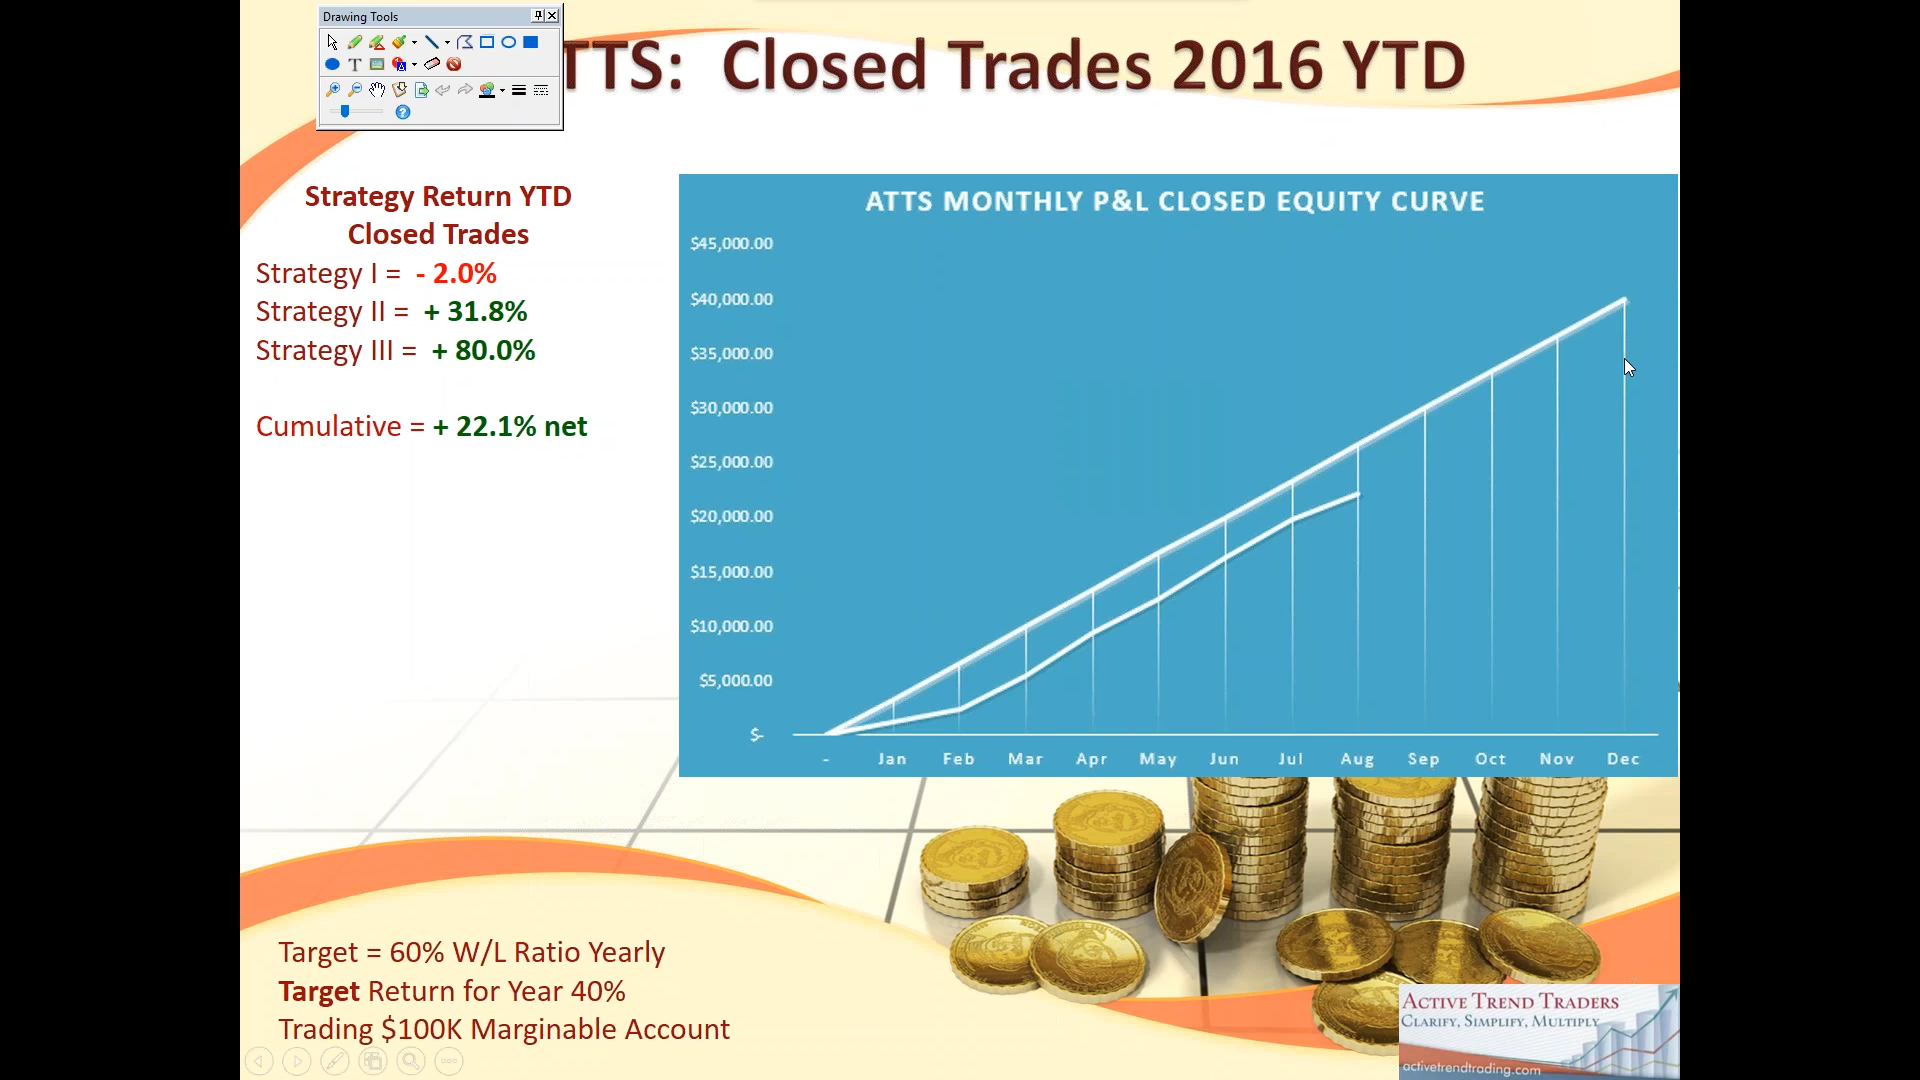 Drawing Tools
TTS: Closed Trades 2016 YTD
Strategy Return YTD
Closed Trades
Strategy I = - 2.0%
Strategy II = + 31.8%
Strategy III = + 80.0%
Cumulative = + 22.1% net
ATTS MONTHLY P&L CLOSED EQUITY CURVE
$45,000.00
$40,000.00
$35,000.00
$30,000.00
$25,000.00
$20,000.00
$15,000.00
$10,000.00
$5,000.00
$-
- Jan Feb Mar Apr May Jun Jul Aug Sep Oct Nov Dec
Target = 60% W/L Ratio Yearly
Target Return for Year 40%
Trading $100K Marginable Account
ACTIVE TREND TRADERS
CLARIFY, SIMPLIFY, MULTIPLY
activetrendtrading.com